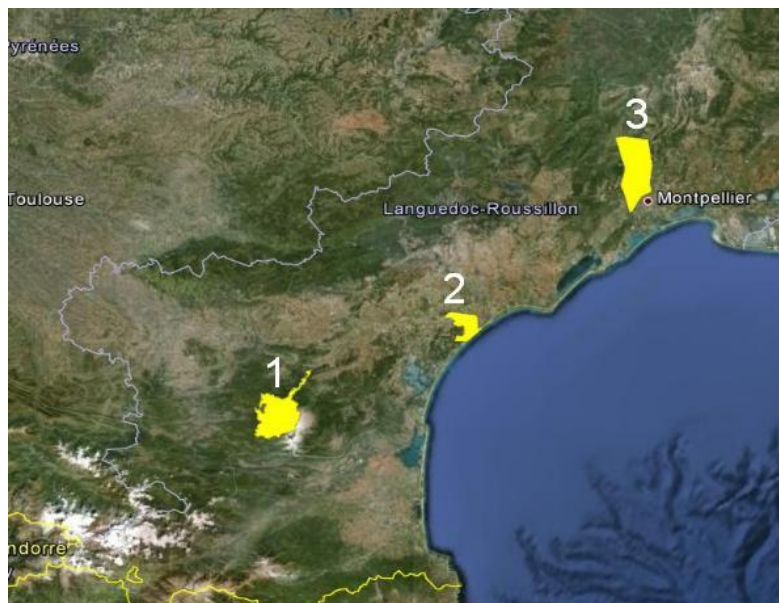 yrénées
3
Toulouse
Montpellier
Languedoc-Roussillon
2
1
ndorre